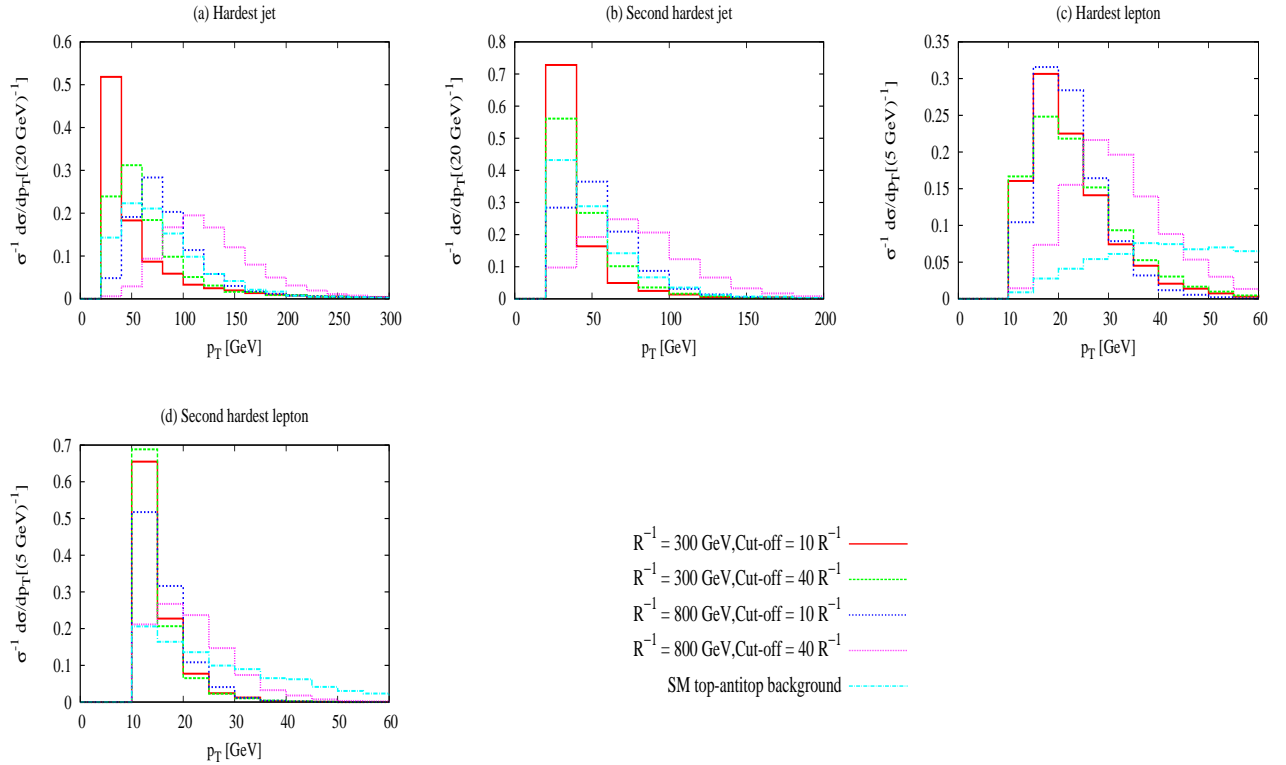 (a) Hardest jet
σ⁻¹ dσ/dp_T[(20 GeV)⁻¹]
0.6
0.5
0.4
0.3
0.2
0.1
0
0 50 100 150 200 250 300
p_T [GeV]
(b) Second hardest jet
σ⁻¹ dσ/dp_T[(20 GeV)⁻¹]
0.8
0.7
0.6
0.5
0.4
0.3
0.2
0.1
0
0 50 100 150 200
p_T [GeV]
(c) Hardest lepton
σ⁻¹ dσ/dp_T[(5 GeV)⁻¹]
0.35
0.3
0.25
0.2
0.15
0.1
0.05
0
0 10 20 30 40 50 60
p_T [GeV]
(d) Second hardest lepton
σ⁻¹ dσ/dp_T[(5 GeV)⁻¹]
0.7
0.6
0.5
0.4
0.3
0.2
0.1
0
0 10 20 30 40 50 60
p_T [GeV]
R⁻¹ = 300 GeV,Cut-off = 10 R⁻¹
R⁻¹ = 300 GeV,Cut-off = 40 R⁻¹
R⁻¹ = 800 GeV,Cut-off = 10 R⁻¹
R⁻¹ = 800 GeV,Cut-off = 40 R⁻¹
SM top-antitop background